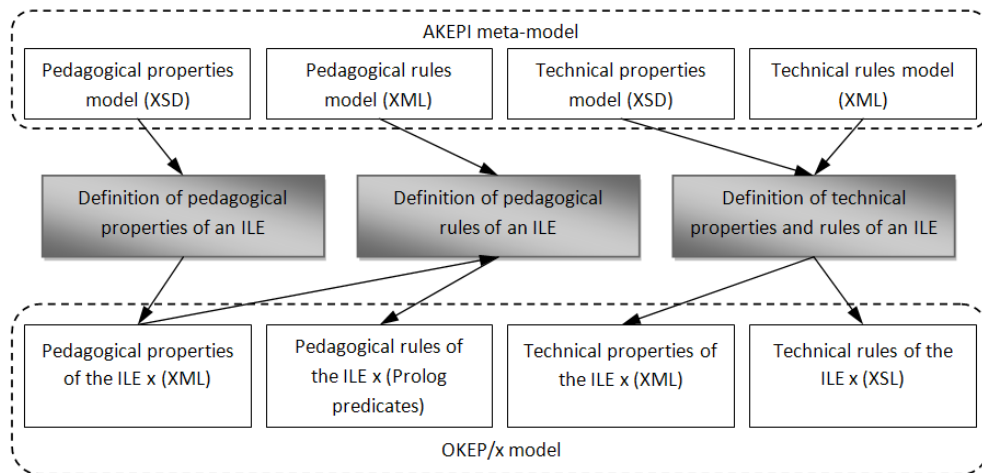 AKEPI meta-model
Pedagogical properties
model (XSD)
Pedagogical rules
model (XML)
Technical properties
model (XSD)
Technical rules model
(XML)
Definition of pedagogical
properties of an ILE
Definition of pedagogical
rules of an ILE
Definition of technical
properties and rules of an ILE
Pedagogical properties
of the ILE x (XML)
Pedagogical rules of
the ILE x (Prolog
predicates)
Technical properties of
the ILE x (XML)
Technical rules of the
ILE x (XSL)
OKEP/x model